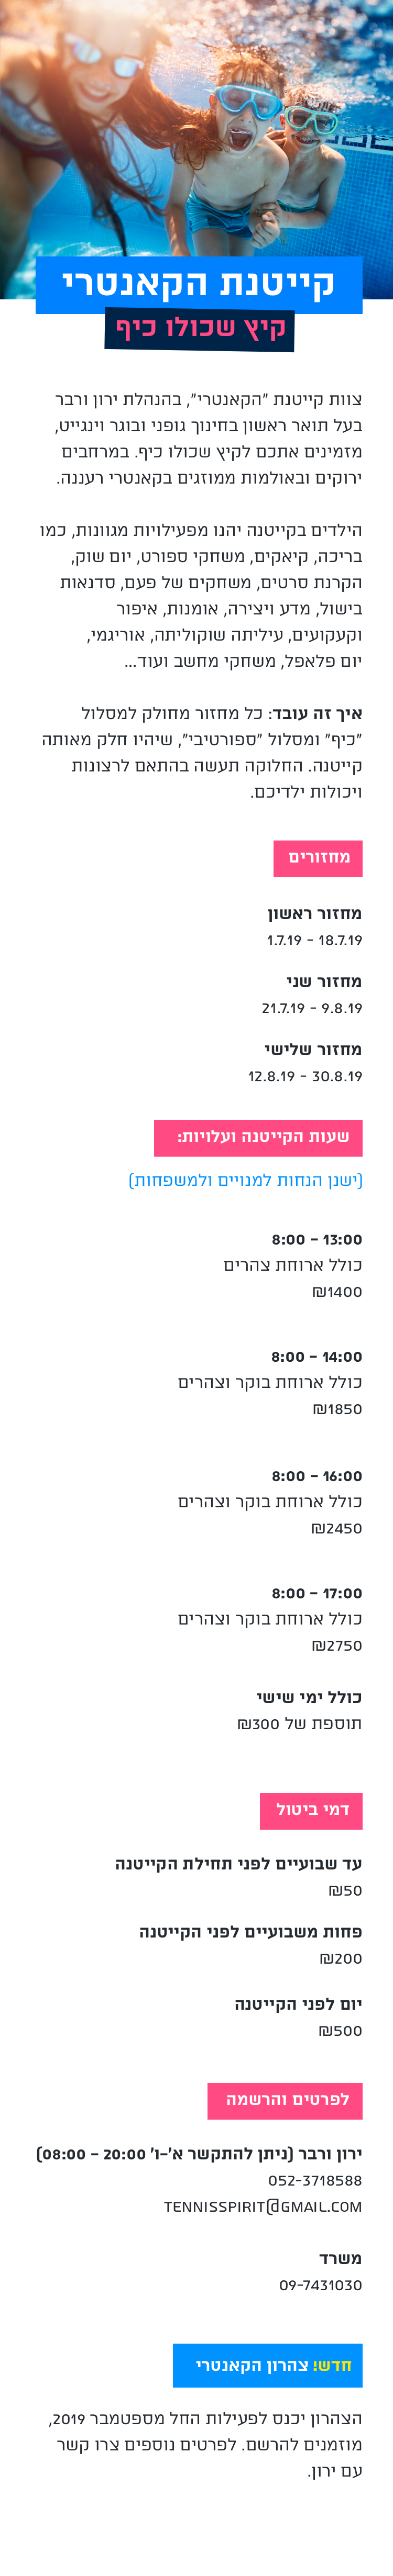 קייטנת הקאנטרי
קיץ שכולו כיף
צוות קייטנת "הקאנטרי", בהנהלת ירון ורבר
בעל תואר ראשון בחינוך גופני ובוגר וינגייט,
מזמינים אתכם לקיץ שכולו כיף. במרחבים
ירוקים ובאולמות ממוזגים בקאנטרי רעננה.
הילדים בקייטנה יהנו מפעילויות מגוונות, כמו
בריכה, קיאקים, משחקי ספורט, יום שוק,
הקרנת סרטים, משחקים של פעם, סדנאות
בישול, מדע ויצירה, אומנות, איפור
וקעקועים, עיליתה שוקוליתה, אוריגמי,
יום פלאפל, משחקי מחשב ועוד...
איך זה עובד: כל מחזור מחולק למסלול
"כיף" ומסלול "ספורטיבי", שיהיו חלק מאותה
קייטנה. החלוקה תעשה בהתאם לרצונות
ויכולות ילדיכם.
מחזורים
מחזור ראשון
1.7.19 - 18.7.19
מחזור שני
21.7.19 - 9.8.19
מחזור שלישי
12.8.19 - 30.8.19
שעות הקייטנה ועלויות:
(ישנן הנחות למנויים ולמשפחות)
8:00 - 13:00
כולל ארוחת צהרים
₪1400
8:00 - 14:00
כולל ארוחת בוקר וצהרים
₪1850
8:00 - 16:00
כולל ארוחת בוקר וצהרים
₪2450
8:00 - 17:00
כולל ארוחת בוקר וצהרים
₪2750
כולל ימי שישי
תוספת של ₪300
דמי ביטול
עד שבועיים לפני תחילת הקייטנה
₪50
פחות משבועיים לפני הקייטנה
₪200
יום לפני הקייטנה
₪500
לפרטים והרשמה
ירון ורבר (ניתן להתקשר א'-ו' 20:00 - 08:00)
052-3718588
TENNISSPIRIT@GMAIL.COM
משרד
09-7431030
חדש! צהרון הקאנטרי
הצהרון יכנס לפעילות החל מספטמבר 2019,
מוזמנים להרשם. לפרטים נוספים צרו קשר
עם ירון.